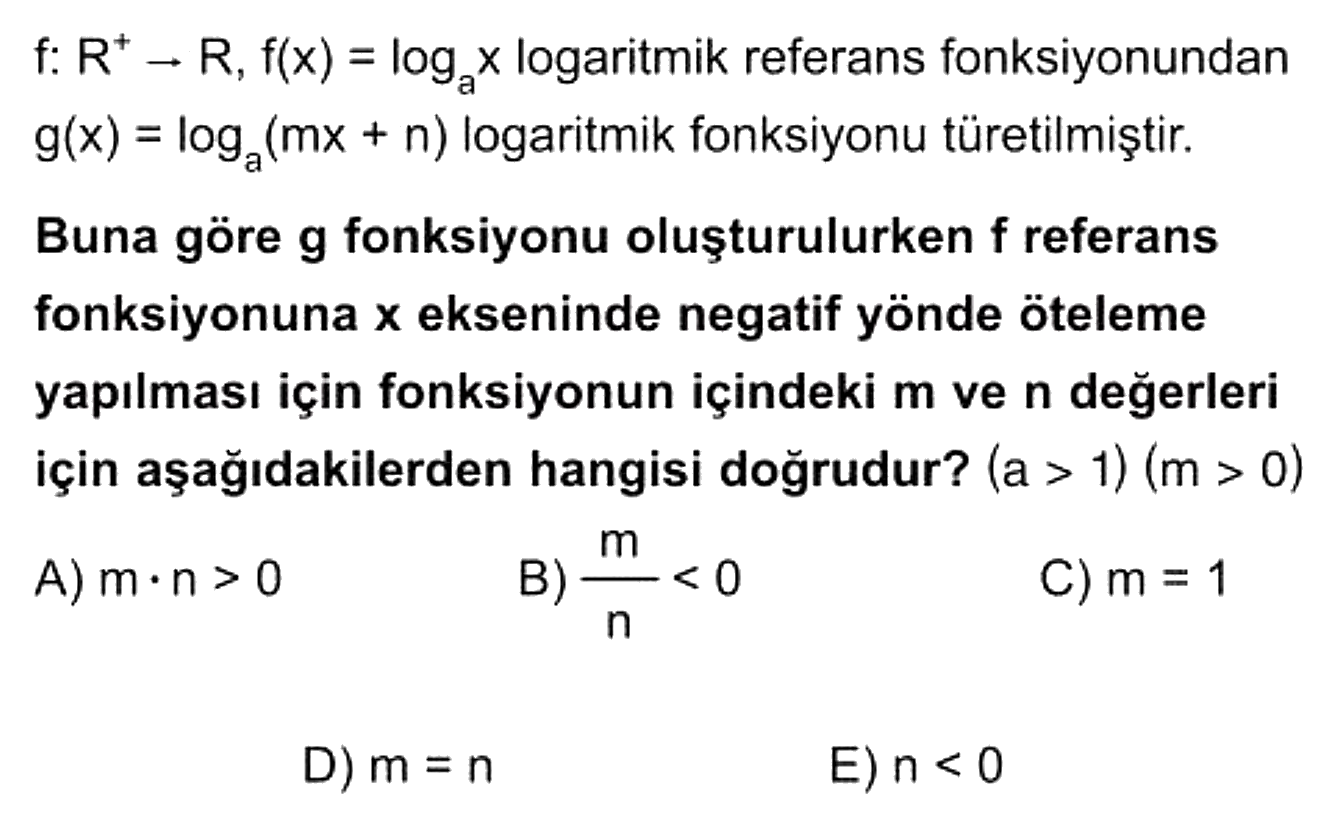 f: R⁺ → R, f(x) = logₐx logaritmik referans fonksiyonundan
g(x) = logₐ(mx + n) logaritmik fonksiyonu türetilmiştir.
Buna göre g fonksiyonu oluşturulurken f referans
fonksiyonuna x ekseninde negatif yönde öteleme
yapılması için fonksiyonun içindeki m ve n değerleri
için aşağıdakilerden hangisi doğrudur? (a > 1) (m > 0)
A) m · n > 0 B) m/n < 0 C) m = 1
D) m = n E) n < 0